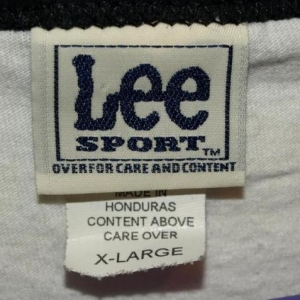 Lee
SPORT™
OVER FOR CARE AND CONTENT
MADE IN
HONDURAS
CONTENT ABOVE
CARE OVER
X-LARGE